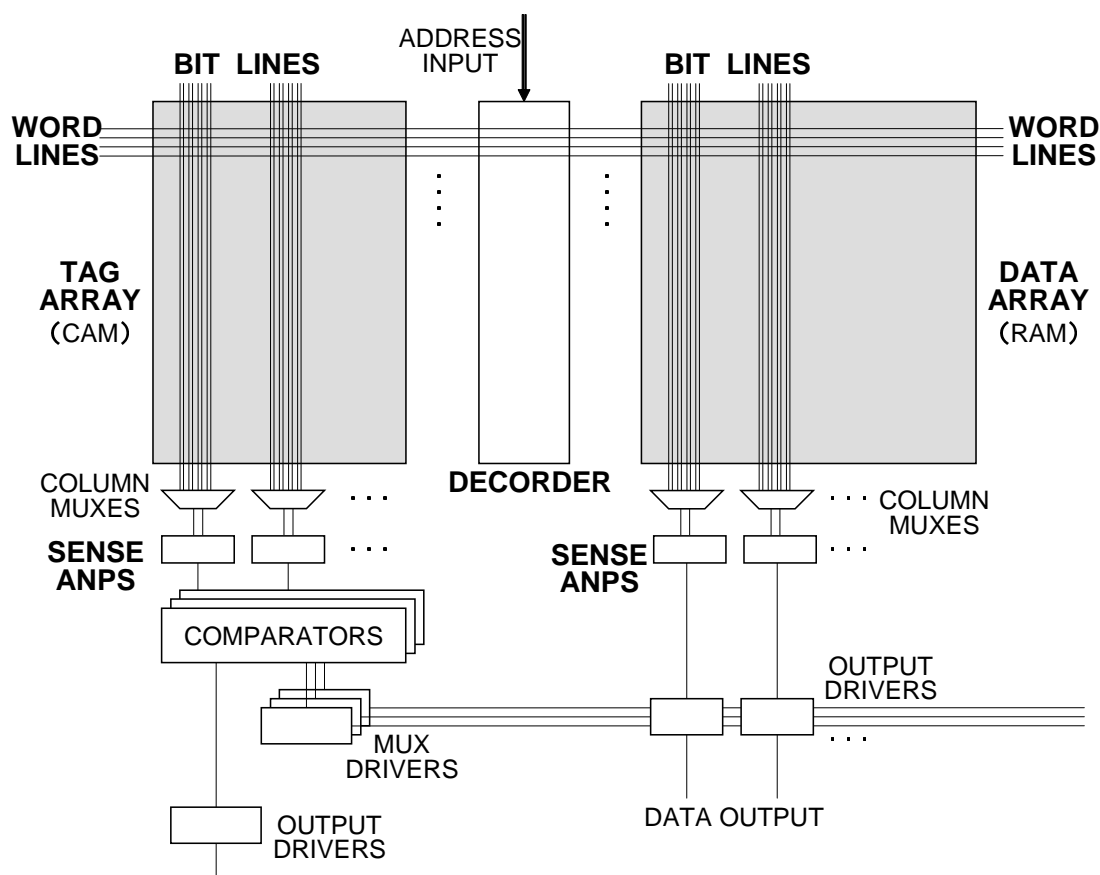 ADDRESS
INPUT
BIT LINES
BIT LINES
WORD
LINES
WORD
LINES
TAG
ARRAY
(CAM)
DATA
ARRAY
(RAM)
DECORDER
COLUMN
MUXES
COLUMN
MUXES
SENSE
ANPS
SENSE
ANPS
COMPARATORS
OUTPUT
DRIVERS
MUX
DRIVERS
DATA OUTPUT
OUTPUT
DRIVERS